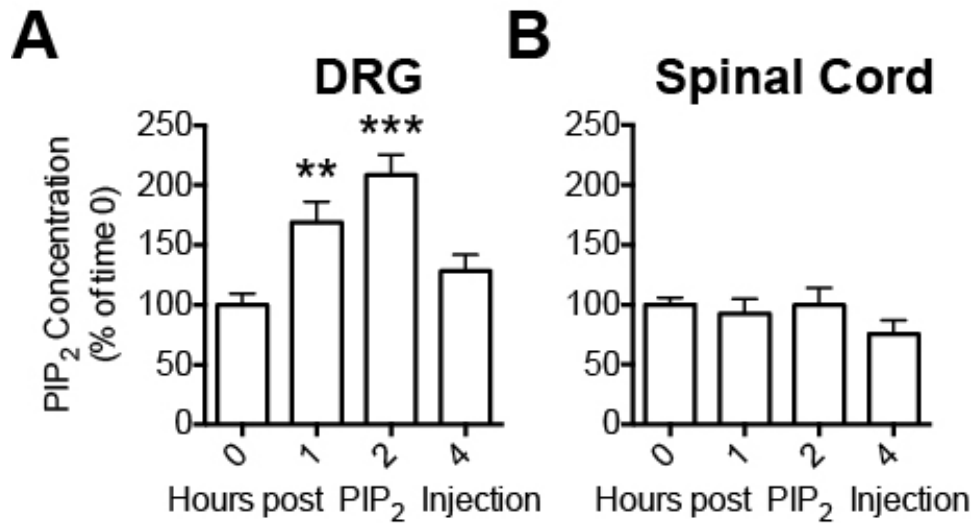 A
DRG
PIP₂ Concentration
(% of time 0)
250
200
150
100
50
0
**
***
0
1
2
4
Hours post PIP₂ Injection
B
Spinal Cord
250
200
150
100
50
0
0
1
2
4
Hours post PIP₂ Injection